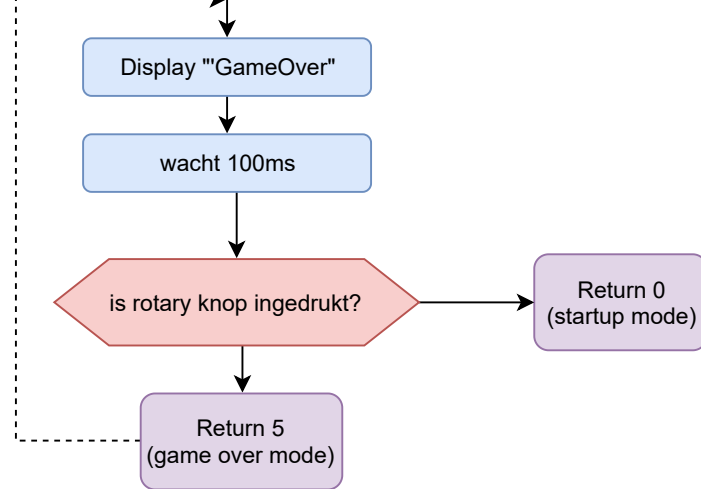 Display "'GameOver"
wacht 100ms
is rotary knop ingedrukt?
Return 0
(startup mode)
Return 5
(game over mode)